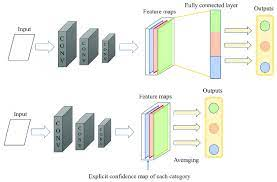 Fully connected layer
Feature maps
Outputs
Input
CONV
CONV
CONV
Feature maps
Outputs
Input
CONV
CONV
CONV
Averaging
Explicit confidence map of each category